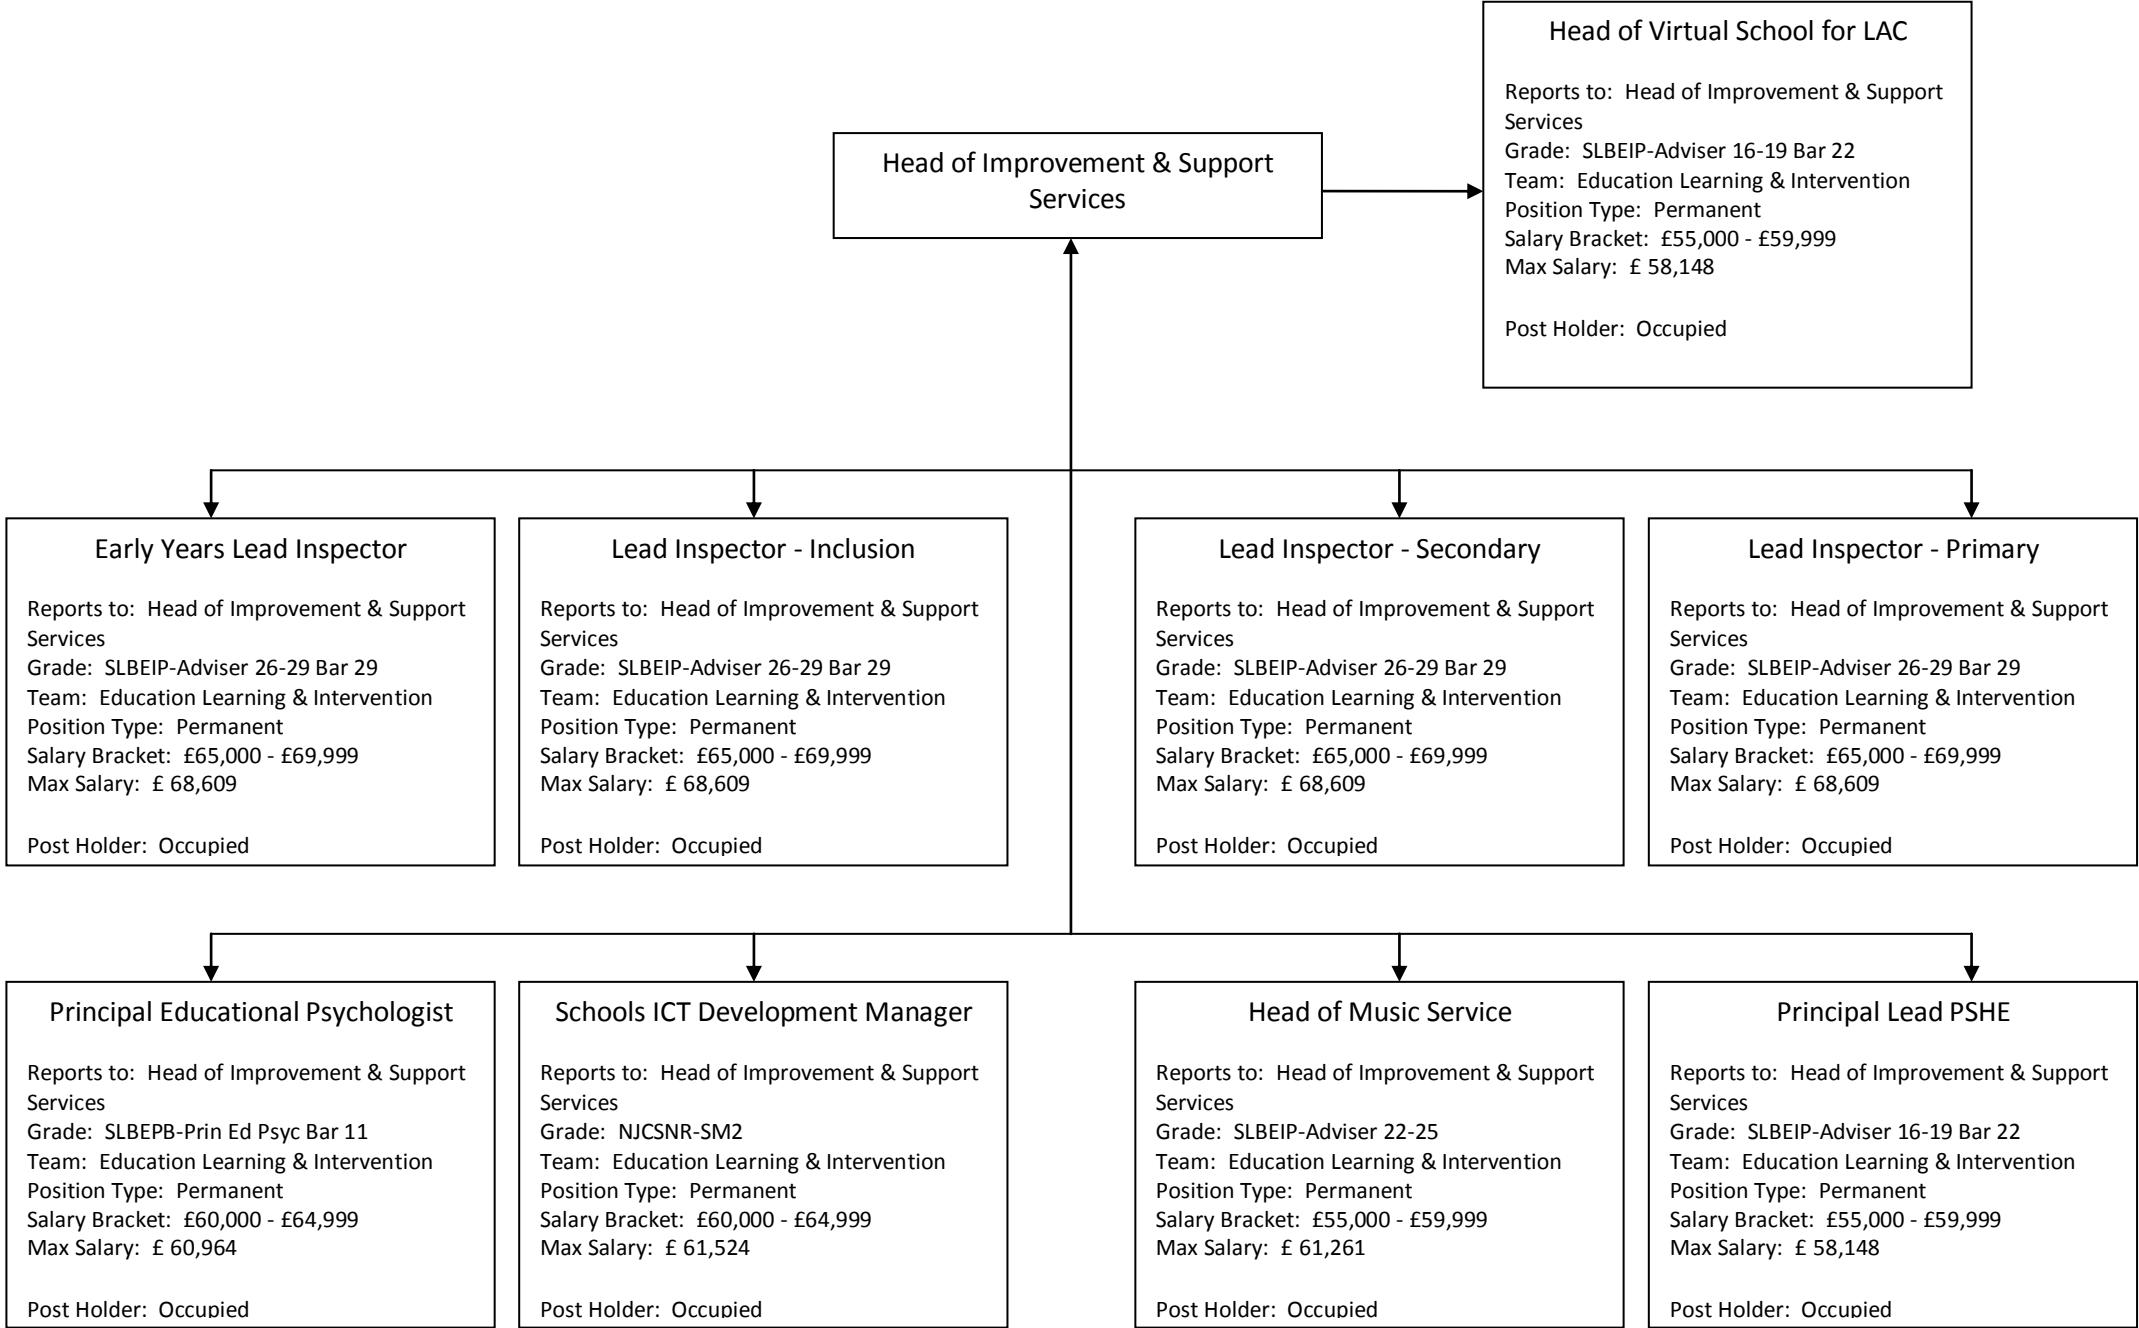 Head of Virtual School for LAC
Reports to:  Head of Improvement & Support
Services
Grade:  SLBEIP-Adviser 16-19 Bar 22
Team:  Education Learning & Intervention
Position Type:  Permanent
Salary Bracket:  £55,000 - £59,999
Max Salary:  £ 58,148
Post Holder:  Occupied
Head of Improvement & Support
Services
Early Years Lead Inspector
Reports to:  Head of Improvement & Support
Services
Grade:  SLBEIP-Adviser 26-29 Bar 29
Team:  Education Learning & Intervention
Position Type:  Permanent
Salary Bracket:  £65,000 - £69,999
Max Salary:  £ 68,609
Post Holder:  Occupied
Lead Inspector - Inclusion
Reports to:  Head of Improvement & Support
Services
Grade:  SLBEIP-Adviser 26-29 Bar 29
Team:  Education Learning & Intervention
Position Type:  Permanent
Salary Bracket:  £65,000 - £69,999
Max Salary:  £ 68,609
Post Holder:  Occupied
Lead Inspector - Secondary
Reports to:  Head of Improvement & Support
Services
Grade:  SLBEIP-Adviser 26-29 Bar 29
Team:  Education Learning & Intervention
Position Type:  Permanent
Salary Bracket:  £65,000 - £69,999
Max Salary:  £ 68,609
Post Holder:  Occupied
Lead Inspector - Primary
Reports to:  Head of Improvement & Support
Services
Grade:  SLBEIP-Adviser 26-29 Bar 29
Team:  Education Learning & Intervention
Position Type:  Permanent
Salary Bracket:  £65,000 - £69,999
Max Salary:  £ 68,609
Post Holder:  Occupied
Principal Educational Psychologist
Reports to:  Head of Improvement & Support
Services
Grade:  SLBEPB-Prin Ed Psyc Bar 11
Team:  Education Learning & Intervention
Position Type:  Permanent
Salary Bracket:  £60,000 - £64,999
Max Salary:  £ 60,964
Post Holder:  Occupied
Schools ICT Development Manager
Reports to:  Head of Improvement & Support
Services
Grade:  NJCSNR-SM2
Team:  Education Learning & Intervention
Position Type:  Permanent
Salary Bracket:  £60,000 - £64,999
Max Salary:  £ 61,524
Post Holder:  Occupied
Head of Music Service
Reports to:  Head of Improvement & Support
Services
Grade:  SLBEIP-Adviser 22-25
Team:  Education Learning & Intervention
Position Type:  Permanent
Salary Bracket:  £55,000 - £59,999
Max Salary:  £ 61,261
Post Holder:  Occupied
Principal Lead PSHE
Reports to:  Head of Improvement & Support
Services
Grade:  SLBEIP-Adviser 16-19 Bar 22
Team:  Education Learning & Intervention
Position Type:  Permanent
Salary Bracket:  £55,000 - £59,999
Max Salary:  £ 58,148
Post Holder:  Occupied